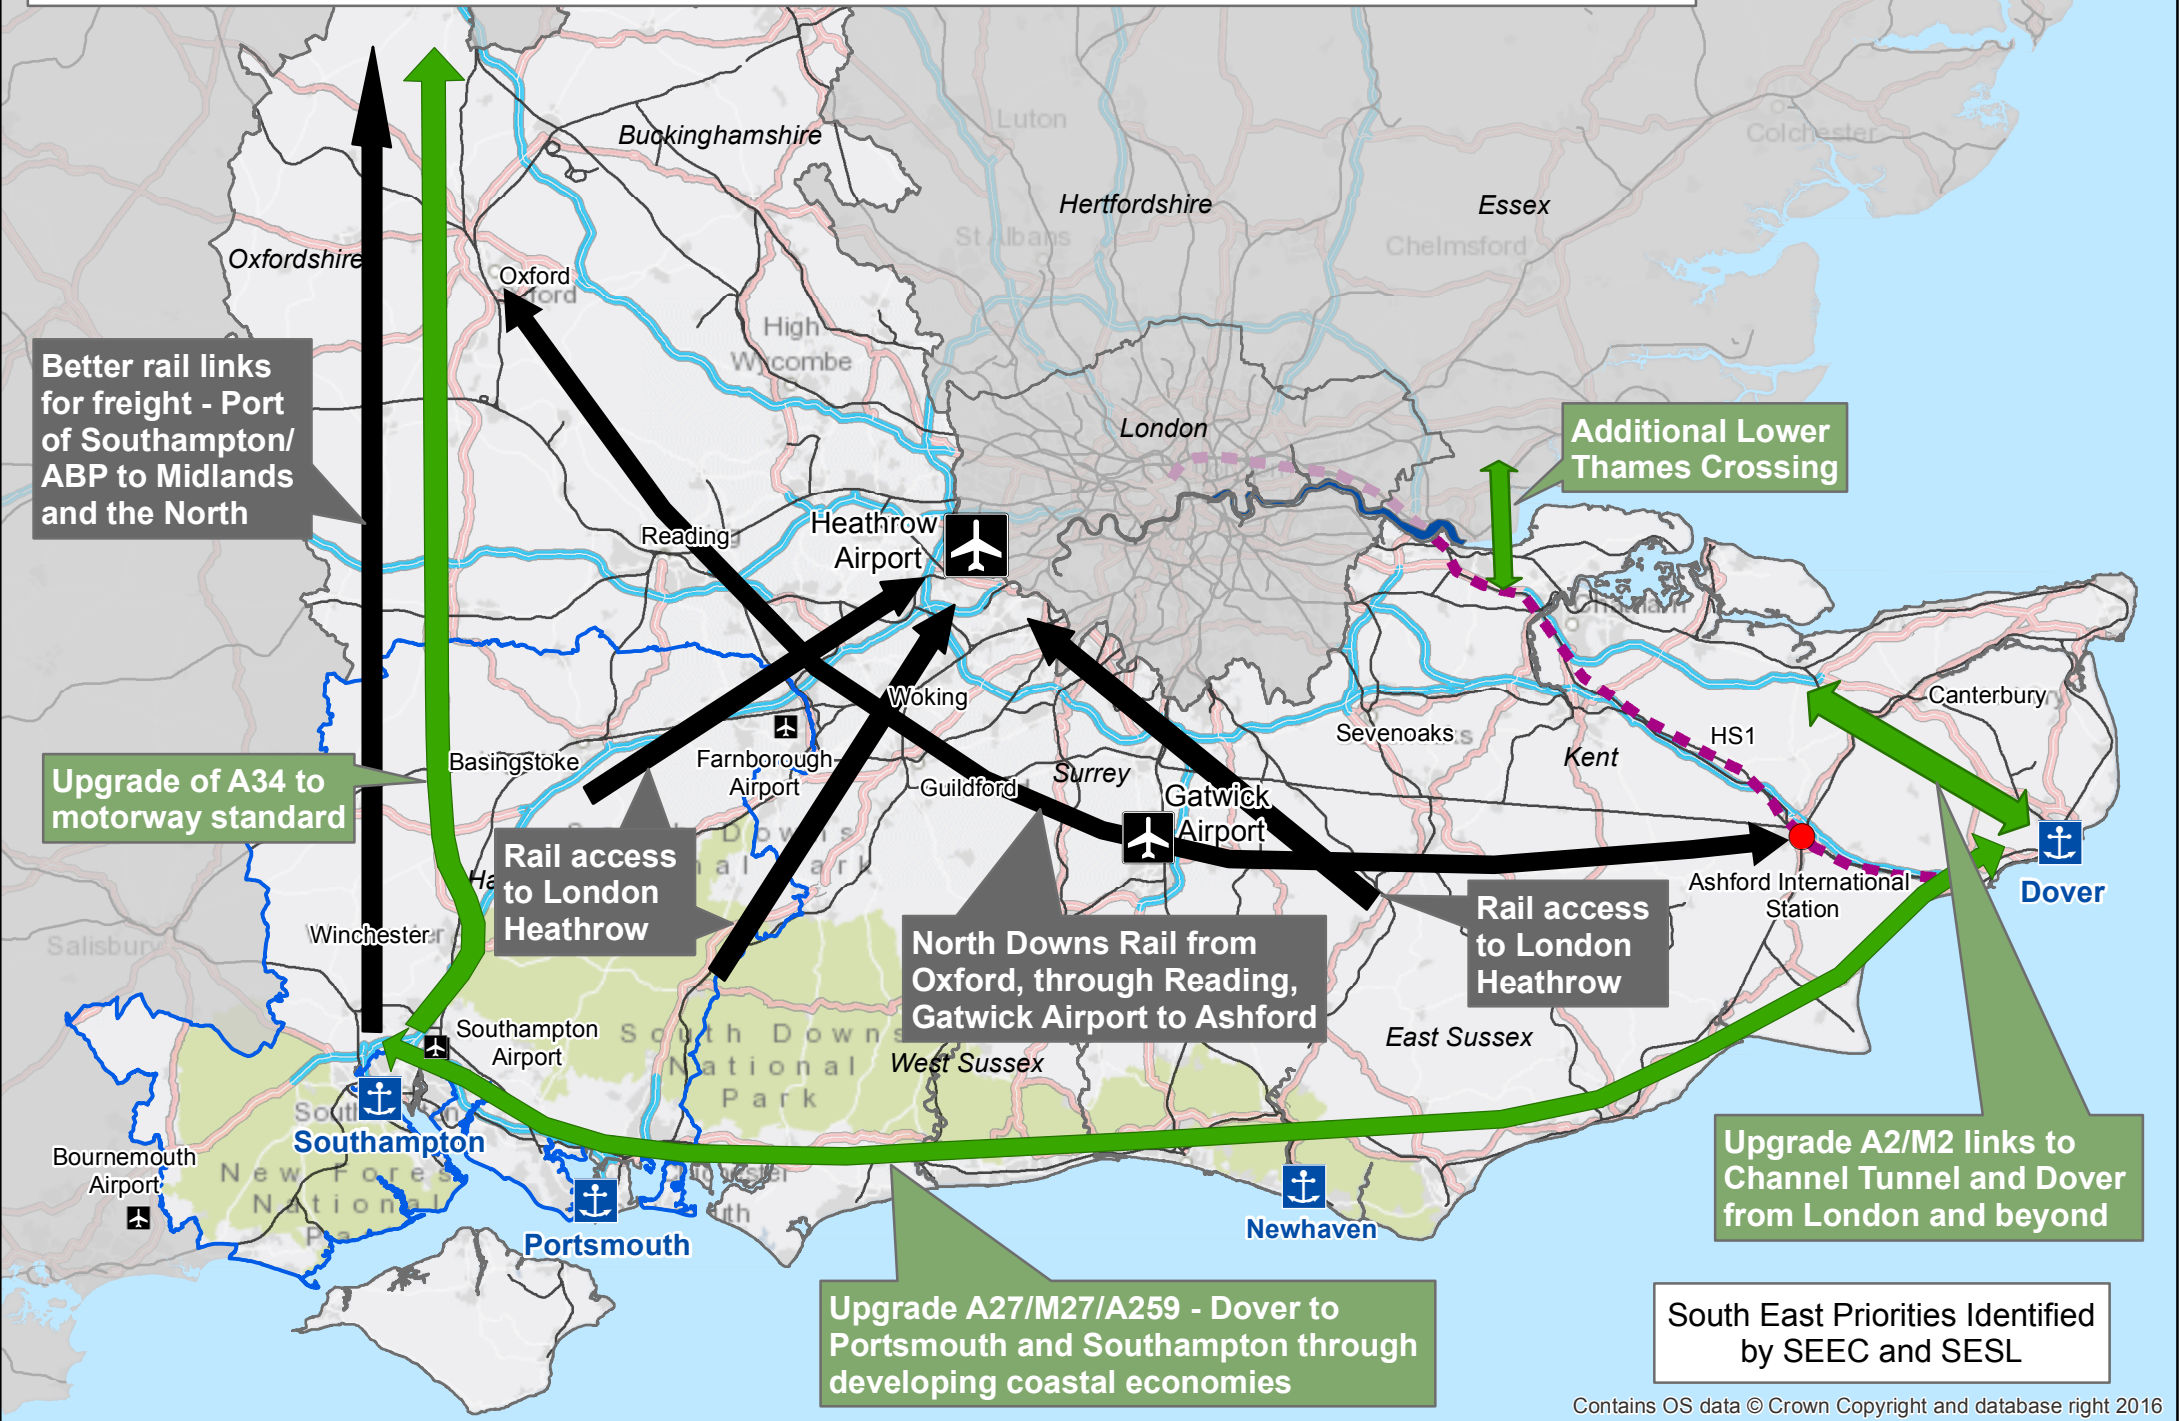 Luton
Colchester
Buckinghamshire
Hertfordshire
Essex
St Albans
Chelmsford
Oxfordshire
Oxford
High
Wycombe
Better rail links
for freight - Port
of Southampton/
ABP to Midlands
and the North
London
Additional Lower
Thames Crossing
Reading
Heathrow
Airport
Chatham
Woking
Canterbury
Sevenoaks
HS1
Kent
Basingstoke
Farnborough
Airport
Surrey
Guildford
Gatwick
Airport
Upgrade of A34 to
motorway standard
Rail access
to London
Heathrow
Dover
Ashford International
Station
Rail access
to London
Heathrow
North Downs Rail from
Oxford, through Reading,
Gatwick Airport to Ashford
Winchester
Salisbury
Southampton
Airport
South Downs
National
Park
West Sussex
East Sussex
Southampton
Bournemouth
Airport
New Fores
National
Pa
Portsmouth
Newhaven
Upgrade A2/M2 links to
Channel Tunnel and Dover
from London and beyond
Upgrade A27/M27/A259 - Dover to
Portsmouth and Southampton through
developing coastal economies
South East Priorities Identified
by SEEC and SESL
Contains OS data © Crown Copyright and database right 2016